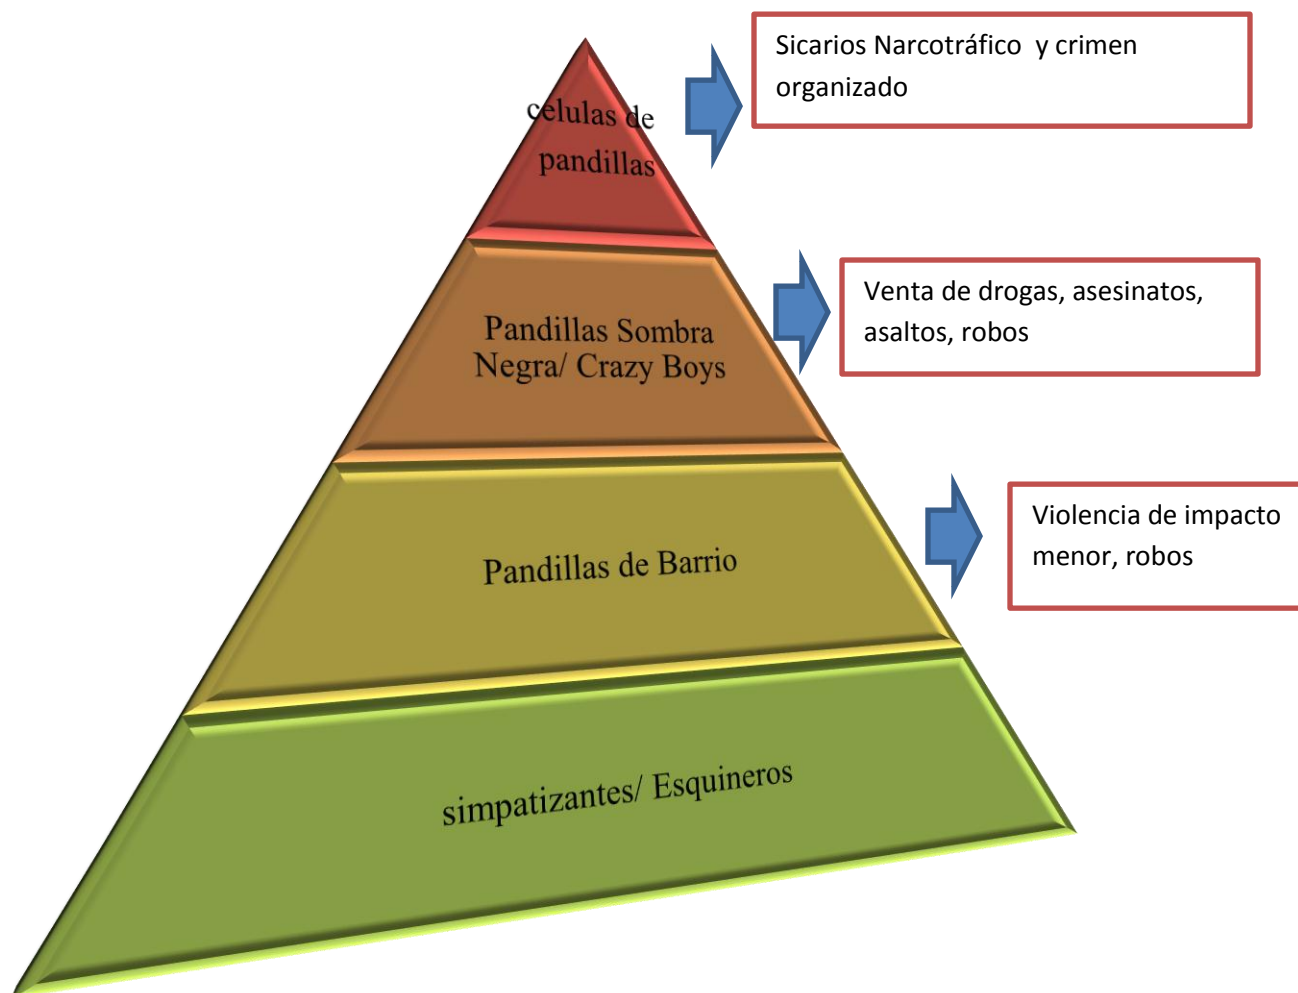 Sicarios Narcotráfico y crimen
organizado
celulas de
pandillas
Venta de drogas, asesinatos,
asaltos, robos
Pandillas Sombra
Negra/ Crazy Boys
Violencia de impacto
menor, robos
Pandillas de Barrio
simpatizantes/ Esquineros